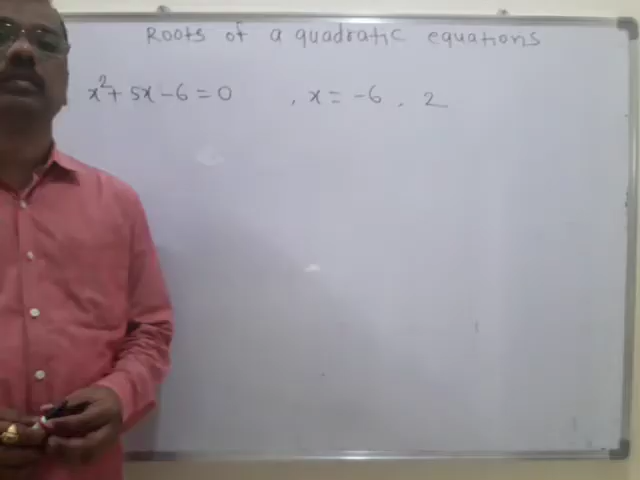 Roots of a quadratic equations
x²+ 5x - 6 = 0 , x = -6 , 2